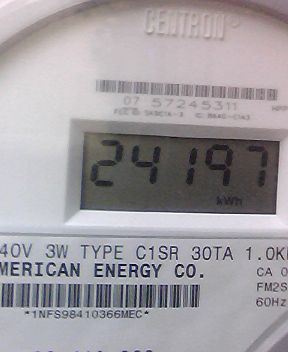 CENTRON®
07 57245311
24197
kWh
40V 3W TYPE C1SR 30TA 1.0K
MERICAN ENERGY CO.
CA 0
FM2S
60Hz
*1NFS98410366MEC*